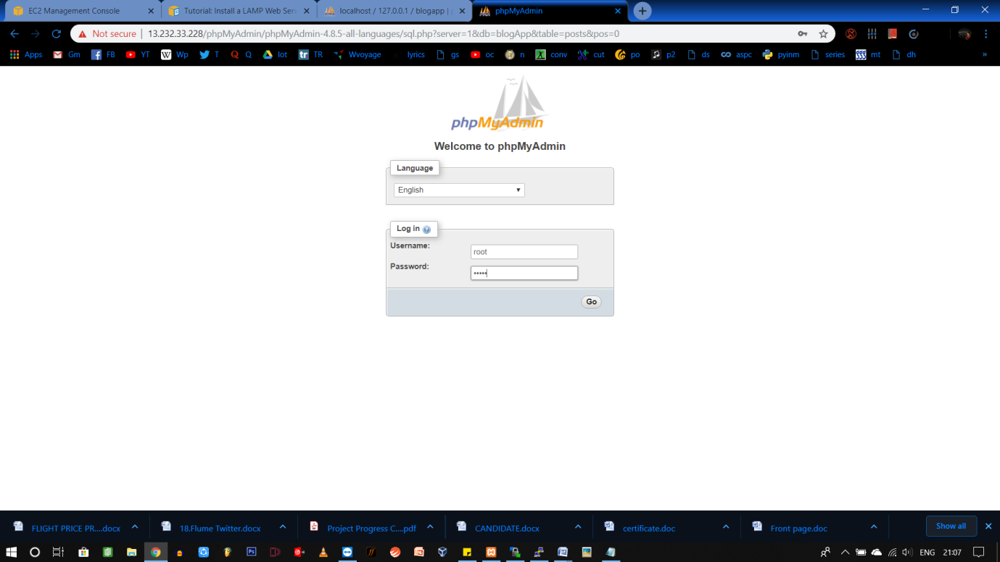 EC2 Management Console
Tutorial: Install a LAMP Web Serv
localhost / 127.0.0.1 / blogapp | p
phpMyAdmin
Not secure | 13.232.33.228/phpMyAdmin/phpMyAdmin-4.8.5-all-languages/sql.php?server=1&db=blogApp&table=posts&pos=0
Apps Gm FB YT Wp T Q Iot TR Wvoyage lyrics gs oc n conv cut po p2 ds aspc pyinm series mt dh »
phpMyAdmin
Welcome to phpMyAdmin
Language
English
Log in
Username:
root
Password:
•••••
Go
FLIGHT PRICE PR....docx
18.Flume Twitter.docx
Project Progress C....pdf
CANDIDATE.docx
certificate.doc
Front page.doc
Show all
ENG 21:07